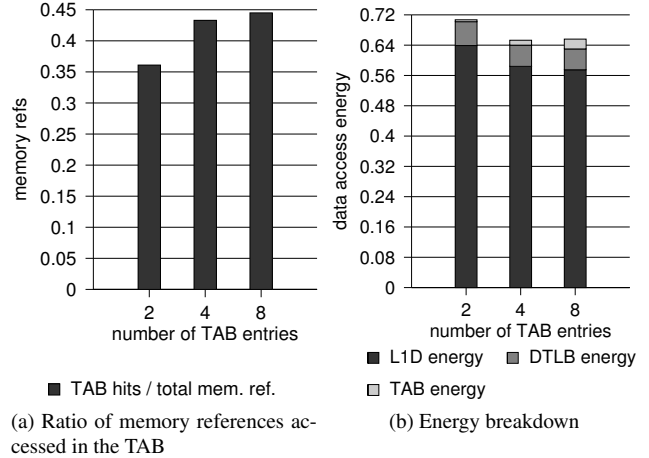 0.45
0.4
0.35
0.3
0.25
0.2
0.15
0.1
0.05
0
memory refs
2 4 8
number of TAB entries
TAB hits / total mem. ref.
(a) Ratio of memory references ac-
cessed in the TAB
0.72
0.64
0.56
0.48
0.4
0.32
0.24
0.16
0.08
0
data access energy
2 4 8
number of TAB entries
L1D energy DTLB energy
TAB energy
(b) Energy breakdown